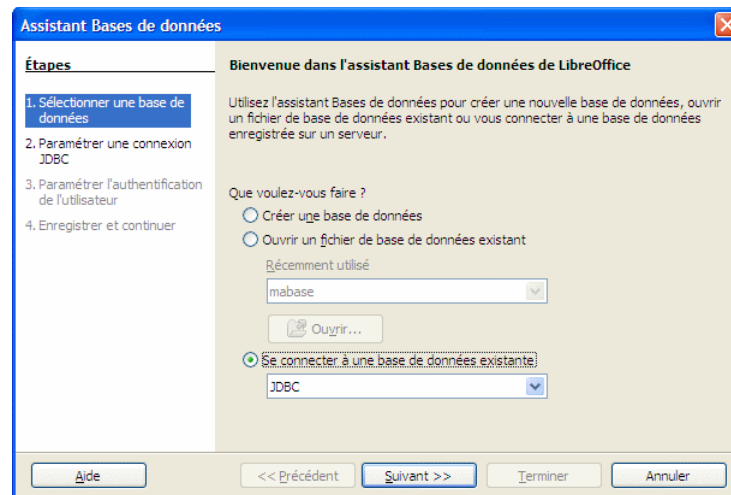 Assistant Bases de données
Étapes
1. Sélectionner une base de
données
2. Paramétrer une connexion
JDBC
3. Paramétrer l'authentification
de l'utilisateur
4. Enregistrer et continuer
Bienvenue dans l'assistant Bases de données de LibreOffice
Utilisez l'assistant Bases de données pour créer une nouvelle base de données, ouvrir
un fichier de base de données existant ou vous connecter à une base de données
enregistrée sur un serveur.
Que voulez-vous faire ?
Créer une base de données
Ouvrir un fichier de base de données existant
Récemment utilisé
mabase
Ouvrir...
Se connecter à une base de données existante
JDBC
Aide
<< Précédent
Suivant >>
Terminer
Annuler